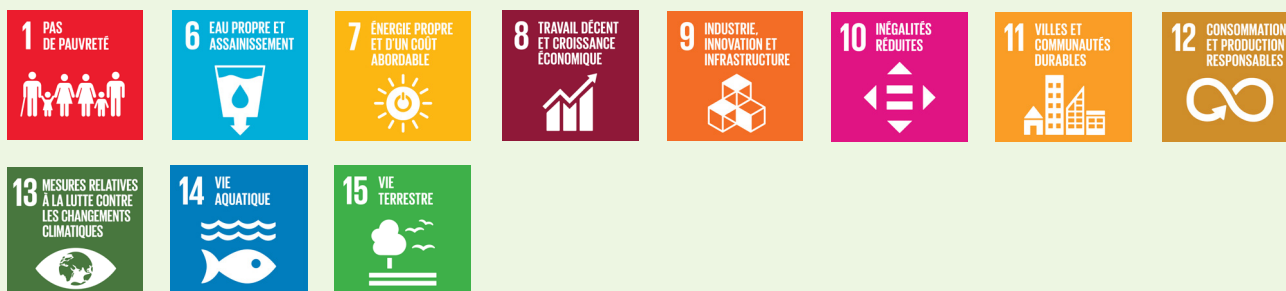 1 PAS
DE PAUVRETÉ
6 EAU PROPRE ET
ASSAINISSEMENT
7 ÉNERGIE PROPRE
ET D'UN COÛT
ABORDABLE
8 TRAVAIL DÉCENT
ET CROISSANCE
ÉCONOMIQUE
9 INDUSTRIE,
INNOVATION ET
INFRASTRUCTURE
10 INÉGALITÉS
RÉDUITES
11 VILLES ET
COMMUNAUTÉS
DURABLES
12 CONSOMMATION
ET PRODUCTION
RESPONSABLES
13 MESURES RELATIVES
À LA LUTTE CONTRE
LES CHANGEMENTS
CLIMATIQUES
14 VIE
AQUATIQUE
15 VIE
TERRESTRE